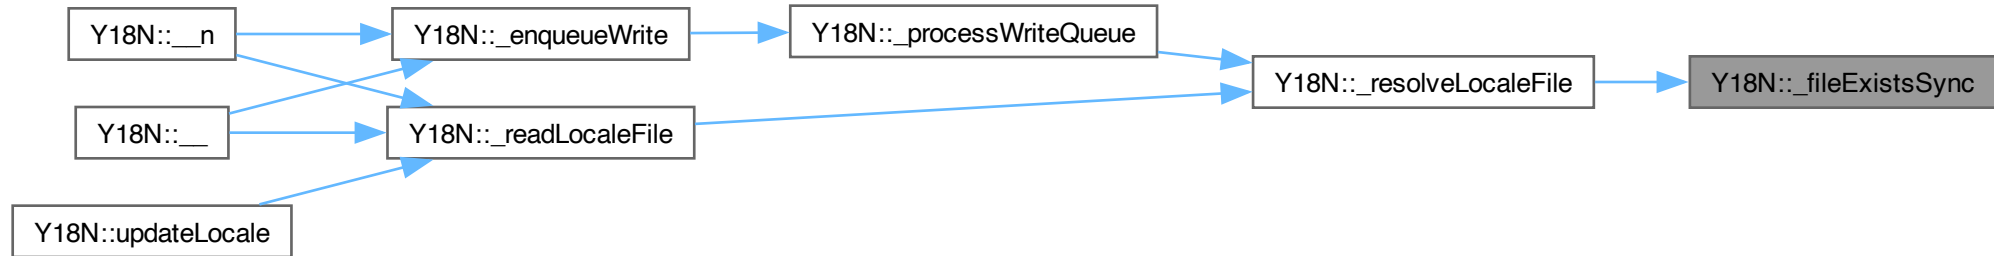 Y18N::__n
Y18N::_enqueueWrite
Y18N::_processWriteQueue
Y18N::_resolveLocaleFile
Y18N::_fileExistsSync
Y18N::__
Y18N::_readLocaleFile
Y18N::updateLocale